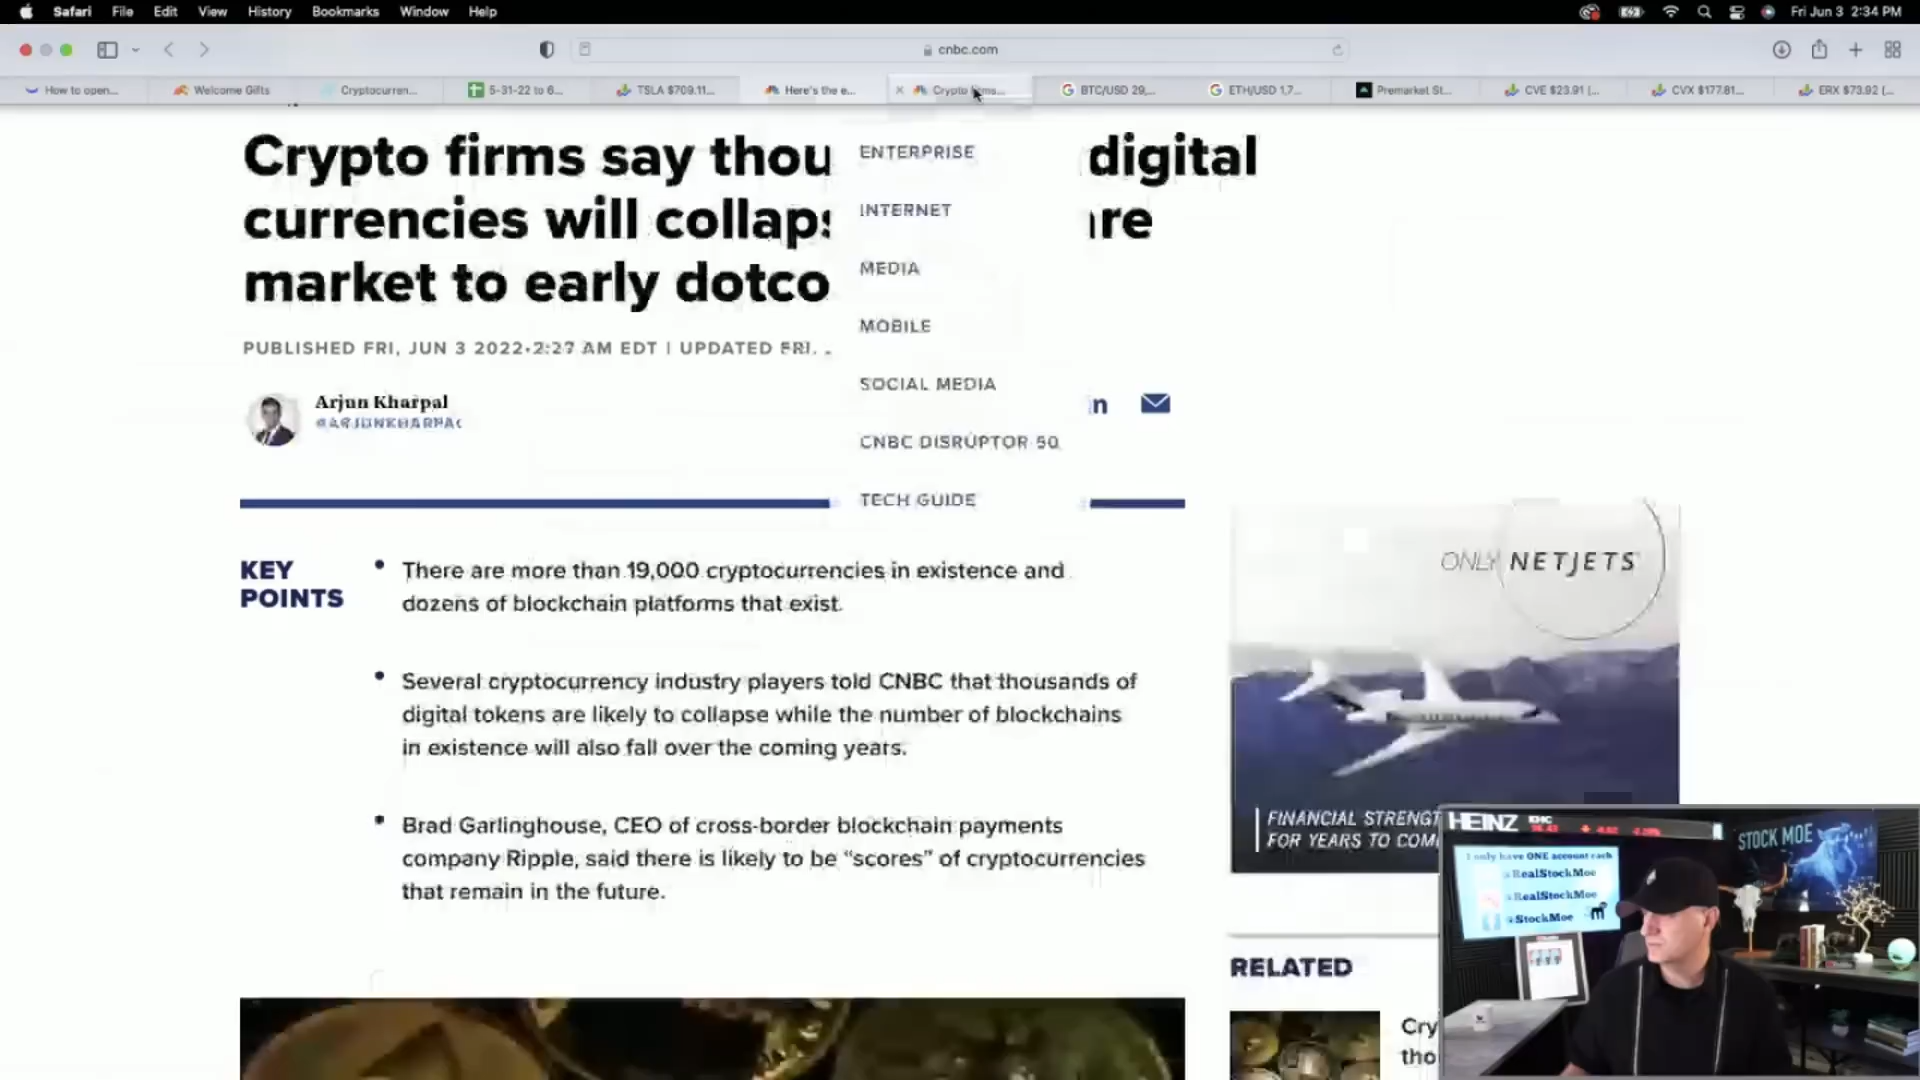 Safari File Edit View History Bookmarks Window Help Fri Jun 3 2:34 PM
cnbc.com
How to open... Welcome Gifts Cryptocurren... 5-31-22 to 6... TSLA $709.11... Here's the e... Crypto firms... BTC/USD 29,... ETH/USD 1,7... Premarket St... CVE $23.91 (... CVX $177.81... ERX $73.92 (...
Crypto firms say thou digital
currencies will collaps re
market to early dotco
PUBLISHED FRI, JUN 3 2022•2:27 AM EDT | UPDATED FRI,
Arjun Kharpal
@ARJUNKHARPAL
ENTERPRISE
INTERNET
MEDIA
MOBILE
SOCIAL MEDIA
CNBC DISRUPTOR 50
TECH GUIDE
in
KEY
POINTS
• There are more than 19,000 cryptocurrencies in existence and
dozens of blockchain platforms that exist.
• Several cryptocurrency industry players told CNBC that thousands of
digital tokens are likely to collapse while the number of blockchains
in existence will also fall over the coming years.
• Brad Garlinghouse, CEO of cross-border blockchain payments
company Ripple, said there is likely to be “scores” of cryptocurrencies
that remain in the future.
ONLY NETJETS
FINANCIAL STRENGT
FOR YEARS TO COM
RELATED
Cry
tho
HEINZ KHC
I only have ONE account each
@RealStockMoe
@RealStockMoe
@StockMoe
STOCK MOE